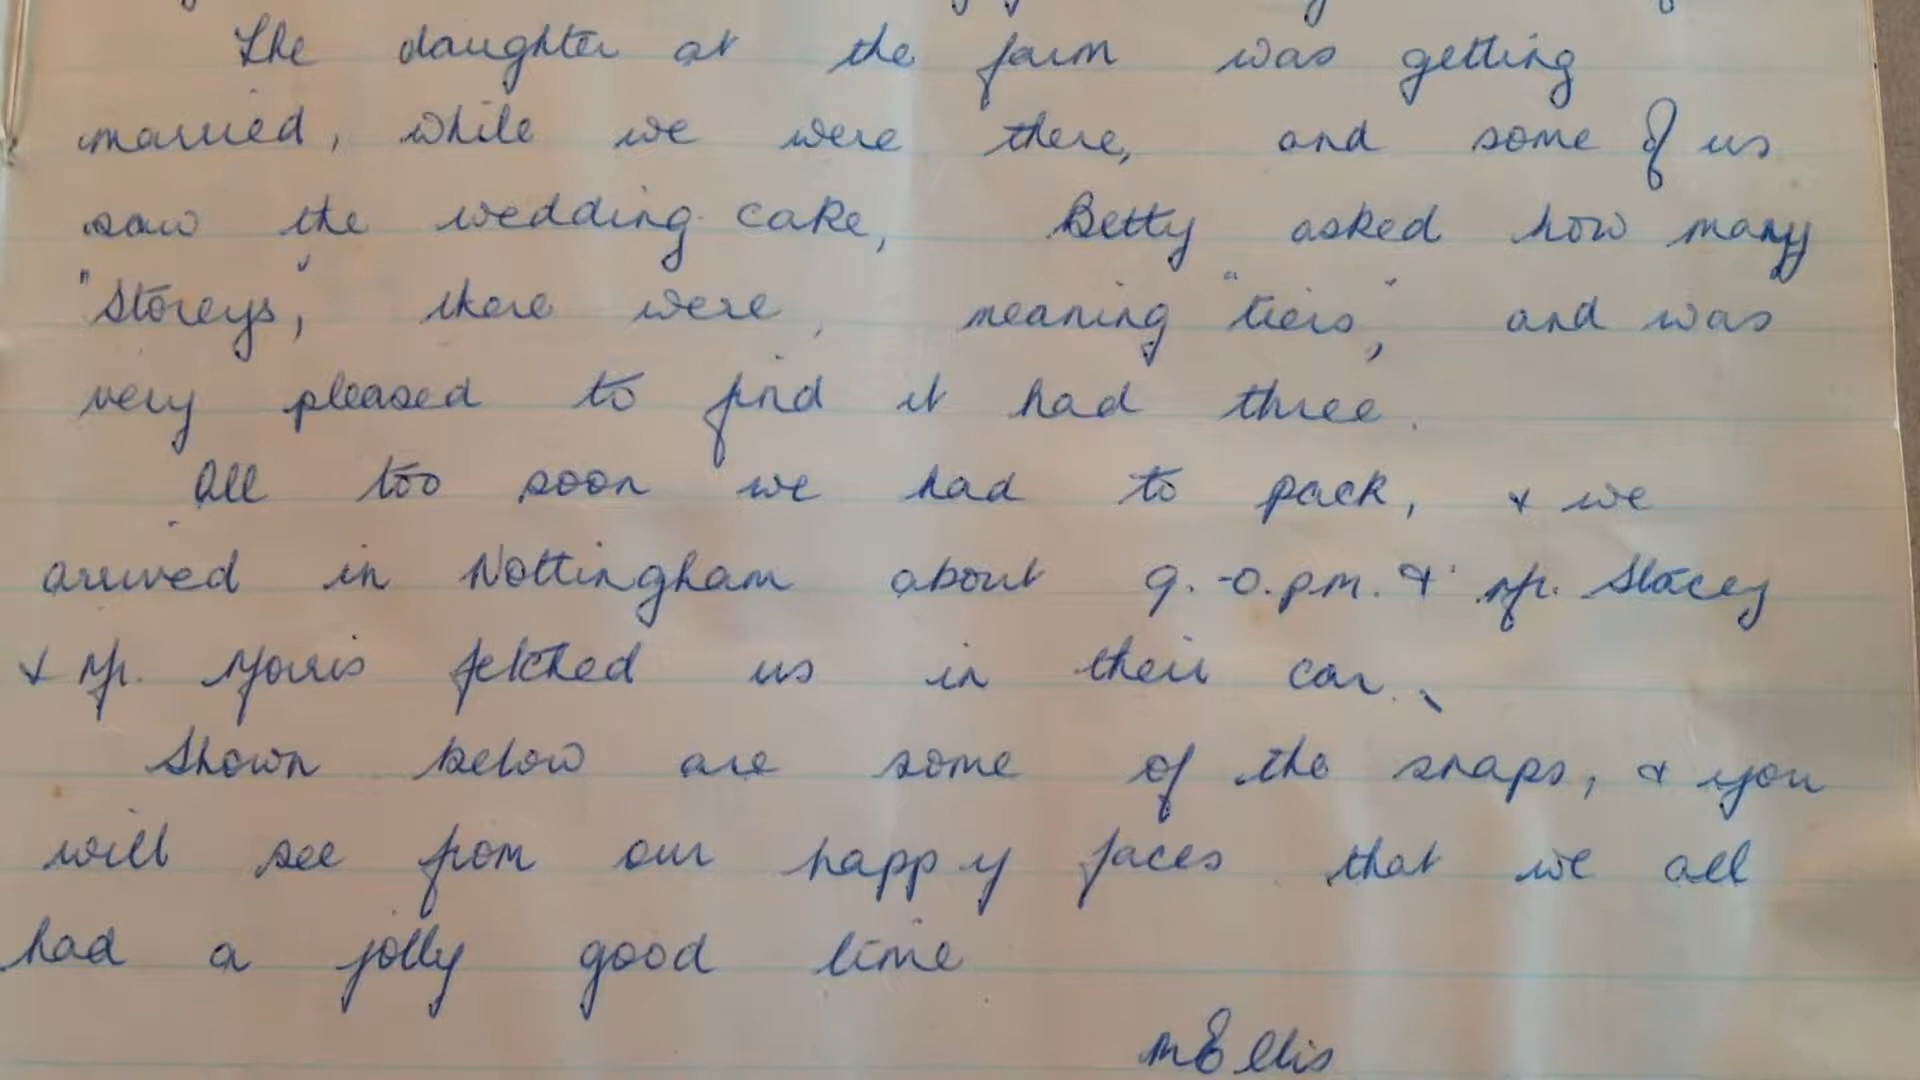 The daughter at the farm was getting
married, while we were there, and some of us
saw the wedding cake, Betty asked how many
"Storeys," there were, meaning "tiers," and was
very pleased to find it had three.
All too soon we had to pack, & we
arrived in Nottingham about 9.-0.pm. & Mr. Stacey
& Mr. Morris fetched us in their car.
Shown below are some of the snaps, & you
will see from our happy faces that we all
had a jolly good time
M Ellis